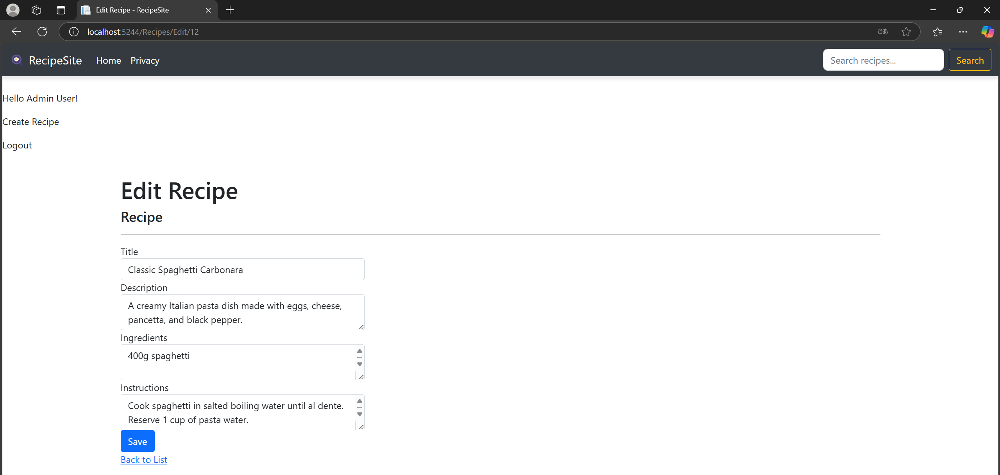 Edit Recipe - RecipeSite
localhost:5244/Recipes/Edit/12
aあ
RecipeSite
Home
Privacy
Search recipes...
Search
Hello Admin User!
Create Recipe
Logout
Edit Recipe
Recipe
Title
Classic Spaghetti Carbonara
Description
A creamy Italian pasta dish made with eggs, cheese,
pancetta, and black pepper.
Ingredients
400g spaghetti
Instructions
Cook spaghetti in salted boiling water until al dente.
Reserve 1 cup of pasta water.
Save
Back to List